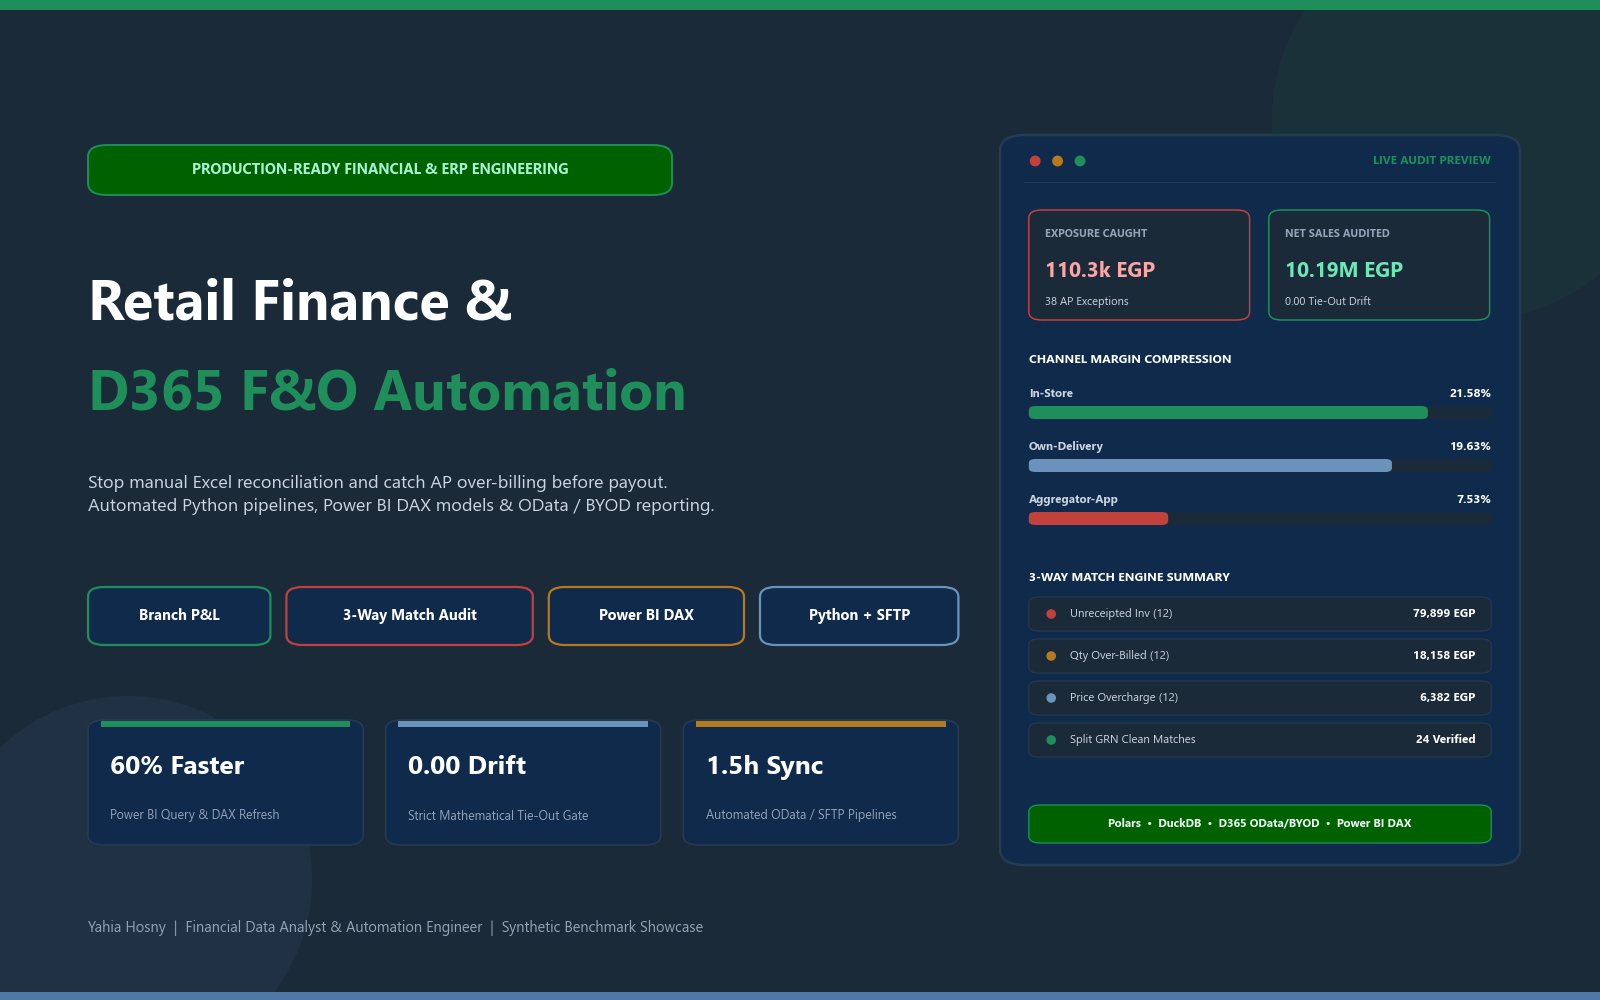 PRODUCTION-READY FINANCIAL & ERP ENGINEERING
Retail Finance &
D365 F&O Automation
Stop manual Excel reconciliation and catch AP over-billing before payout.
Automated Python pipelines, Power BI DAX models & OData / BYOD reporting.
Branch P&L
3-Way Match Audit
Power BI DAX
Python + SFTP
60% Faster
Power BI Query & DAX Refresh
0.00 Drift
Strict Mathematical Tie-Out Gate
1.5h Sync
Automated OData / SFTP Pipelines
Yahia Hosny | Financial Data Analyst & Automation Engineer | Synthetic Benchmark Showcase
LIVE AUDIT PREVIEW
EXPOSURE CAUGHT
110.3k EGP
38 AP Exceptions
NET SALES AUDITED
10.19M EGP
0.00 Tie-Out Drift
CHANNEL MARGIN COMPRESSION
In-Store 21.58%
Own-Delivery 19.63%
Aggregator-App 7.53%
3-WAY MATCH ENGINE SUMMARY
Unreceipted Inv (12) 79,899 EGP
Qty Over-Billed (12) 18,158 EGP
Price Overcharge (12) 6,382 EGP
Split GRN Clean Matches 24 Verified
Polars • DuckDB • D365 OData/BYOD • Power BI DAX